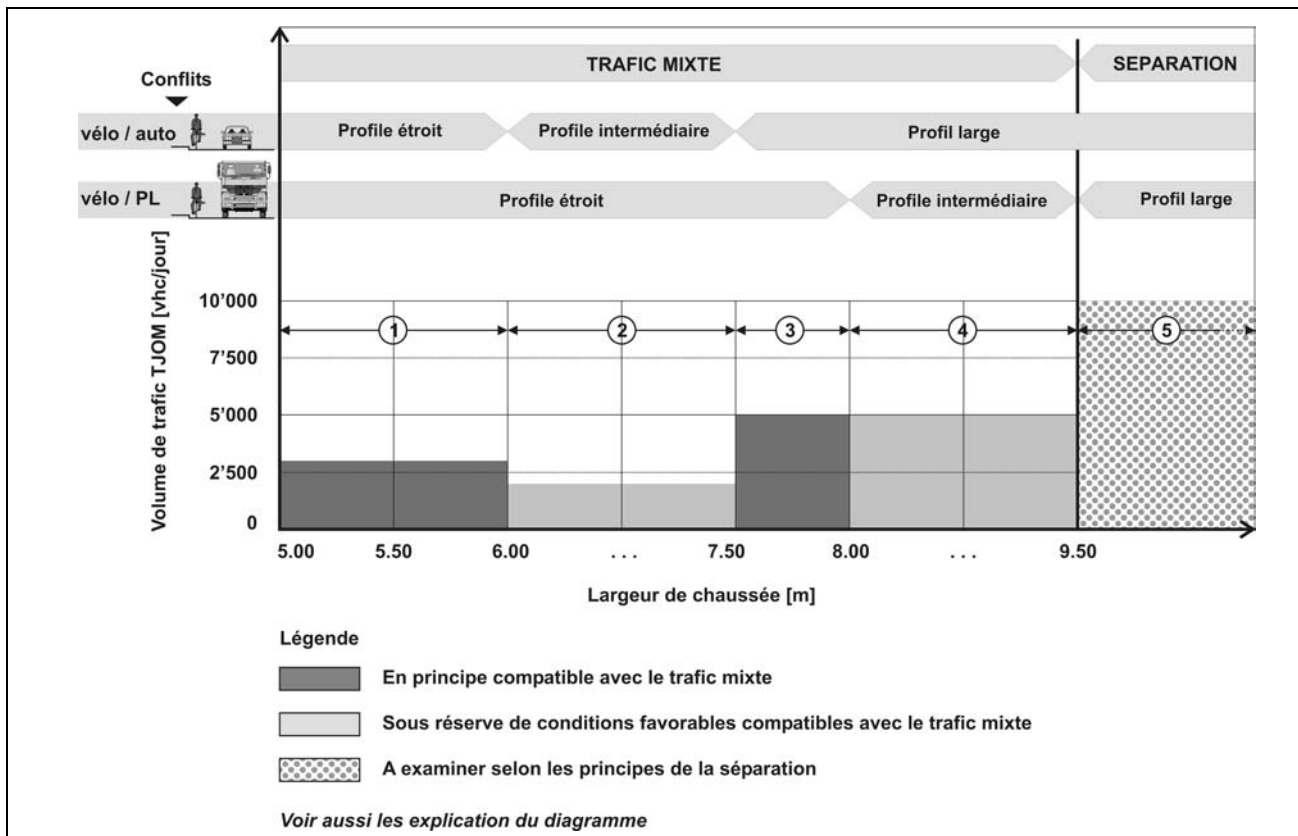 TRAFIC MIXTE SEPARATION
Conflits
vélo / auto Profile étroit Profile intermédiaire Profil large
vélo / PL Profile étroit Profile intermédiaire Profil large
Volume de trafic TJOM [vhc/jour]
10’000
1 2 3 4 5
7’500
5’000
2’500
0
5.00 5.50 6.00 . . . 7.50 8.00 . . . 9.50
Largeur de chaussée [m]
Légende
En principe compatible avec le trafic mixte
Sous réserve de conditions favorables compatibles avec le trafic mixte
A examiner selon les principes de la séparation
Voir aussi les explication du diagramme